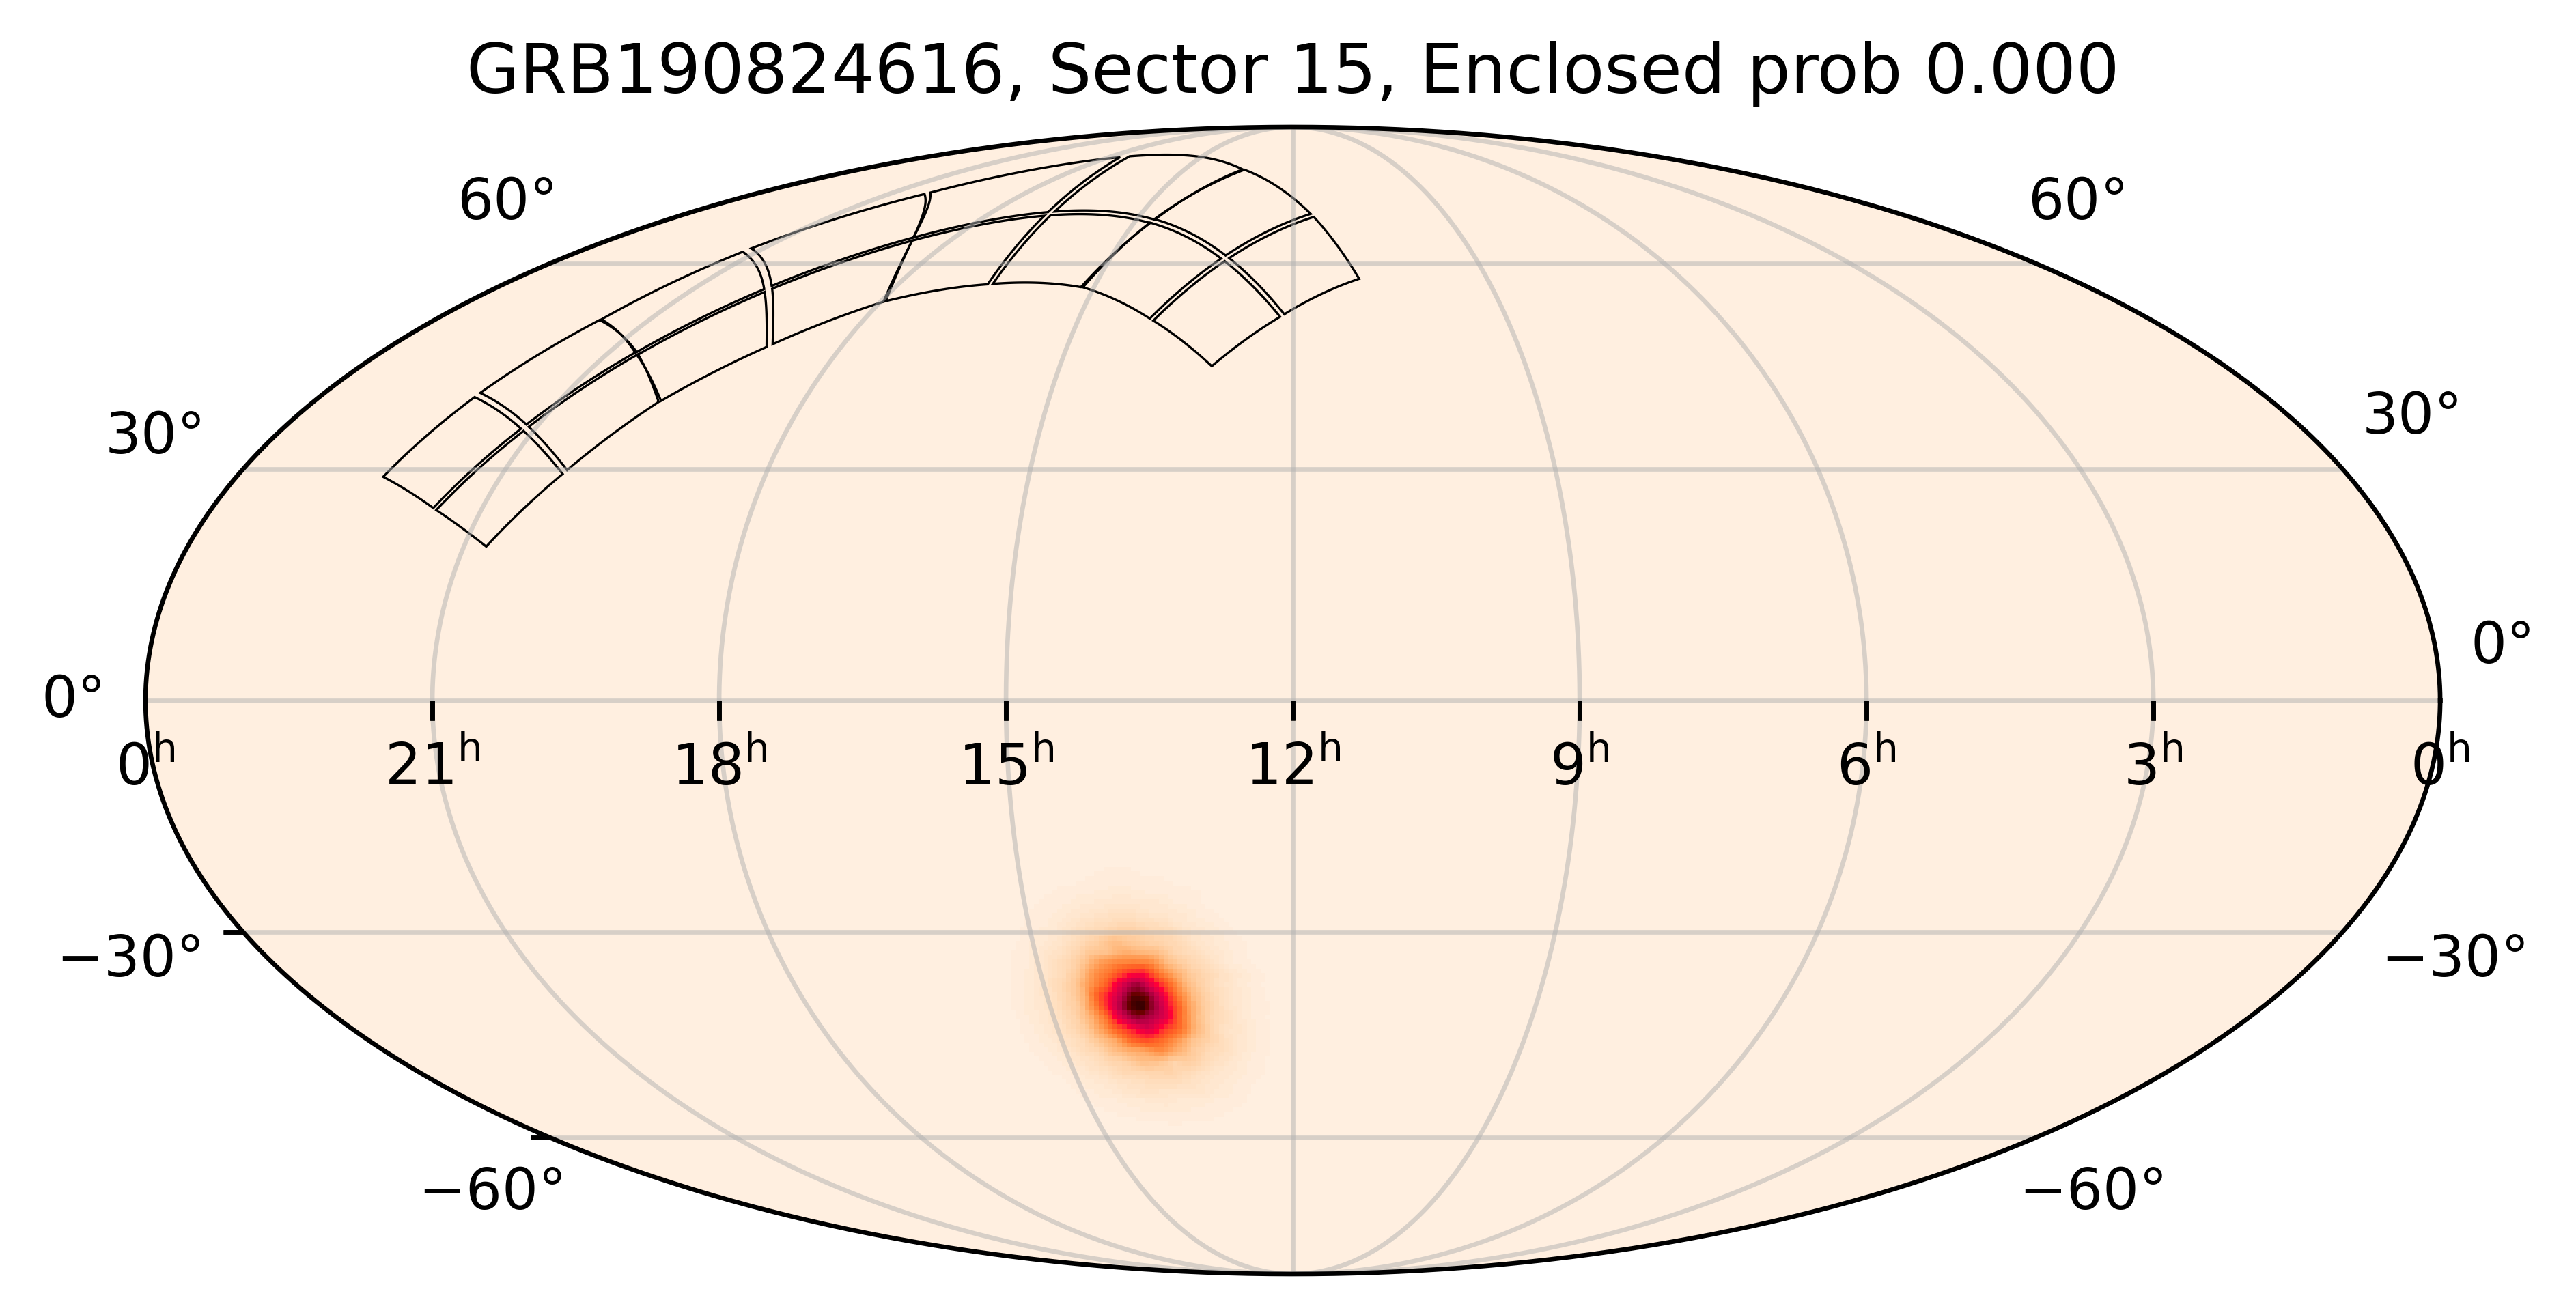 GRB190824616, Sector 15, Enclosed prob 0.000
60° 60°
30° 30°
0° 0°
0ʰ 21ʰ 18ʰ 15ʰ 12ʰ 9ʰ 6ʰ 3ʰ 0ʰ
−30° −30°
−60° −60°